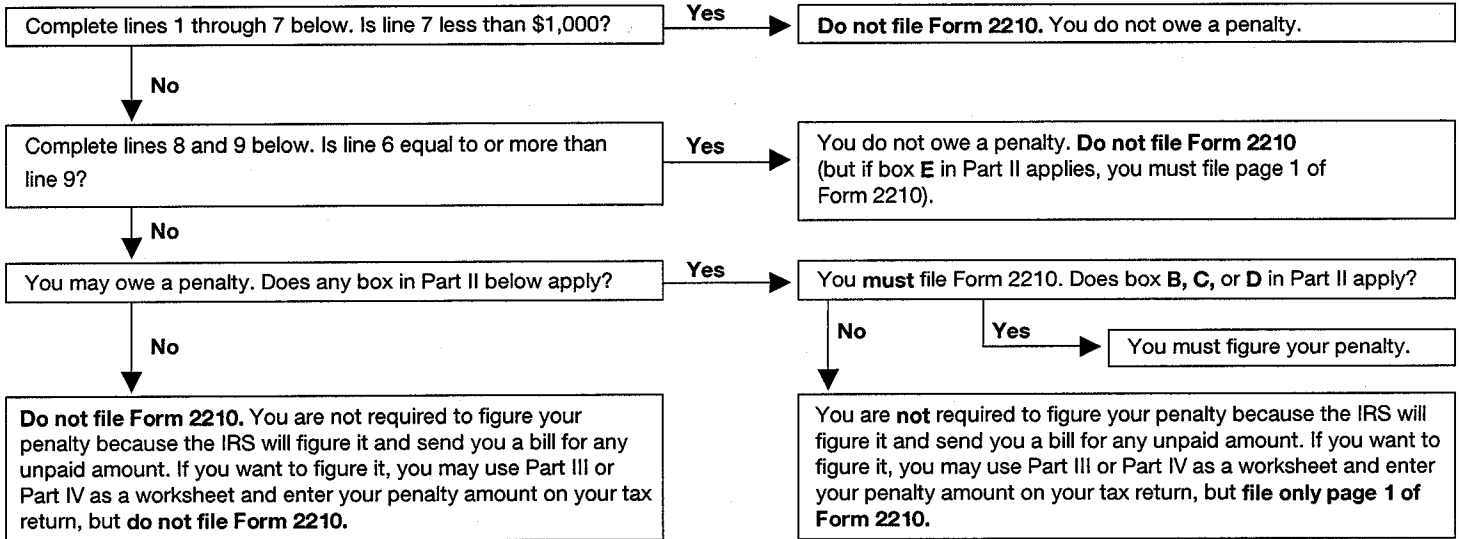 Complete lines 1 through 7 below. Is line 7 less than $1,000?
Yes
Do not file Form 2210. You do not owe a penalty.
No
Complete lines 8 and 9 below. Is line 6 equal to or more than
line 9?
Yes
You do not owe a penalty. Do not file Form 2210
(but if box E in Part II applies, you must file page 1 of
Form 2210).
No
You may owe a penalty. Does any box in Part II below apply?
Yes
You must file Form 2210. Does box B, C, or D in Part II apply?
No
Yes
You must figure your penalty.
No
Do not file Form 2210. You are not required to figure your
penalty because the IRS will figure it and send you a bill for any
unpaid amount. If you want to figure it, you may use Part III or
Part IV as a worksheet and enter your penalty amount on your tax
return, but do not file Form 2210.
You are not required to figure your penalty because the IRS will
figure it and send you a bill for any unpaid amount. If you want to
figure it, you may use Part III or Part IV as a worksheet and enter
your penalty amount on your tax return, but file only page 1 of
Form 2210.